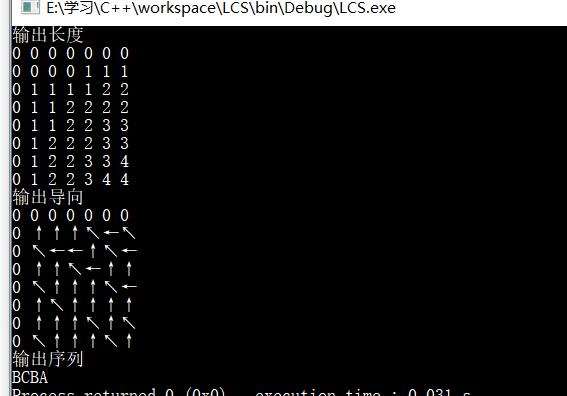 E:\学习\C++\workspace\LCS\bin\Debug\LCS.exe
输出长度
0 0 0 0 0 0 0
0 0 0 0 1 1 1
0 1 1 1 1 2 2
0 1 1 2 2 2 2
0 1 1 2 2 3 3
0 1 2 2 2 3 3
0 1 2 2 3 3 4
0 1 2 2 3 4 4
输出导向
0 0 0 0 0 0 0
0 ↑↑↑↖←↖
0 ↖←←↑↖←
0 ↑↑↖←↑↑
0 ↖↑↑↑↖←
0 ↑↖↑↑↑↑
0 ↑↑↑↖↑↖
0 ↖↑↑↑↖↑
输出序列
BCBA
Process returned 0 (0x0) execution time : 0.031 s